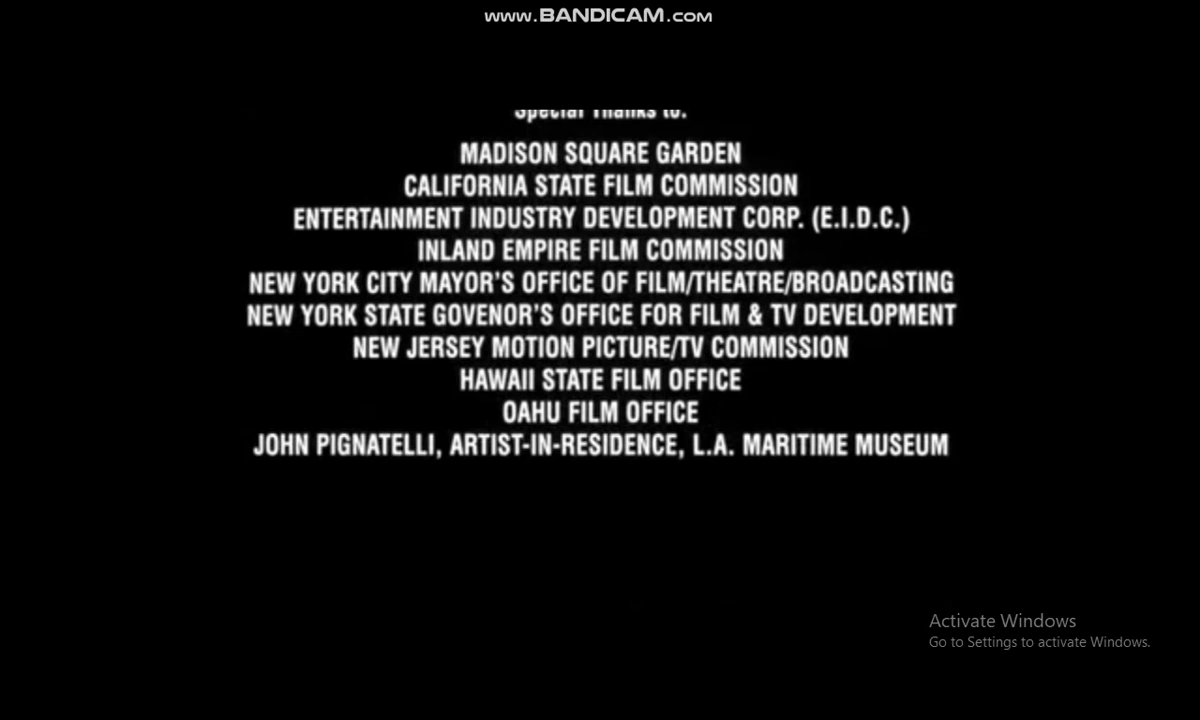 www.BANDICAM.com
Special Thanks to:
MADISON SQUARE GARDEN
CALIFORNIA STATE FILM COMMISSION
ENTERTAINMENT INDUSTRY DEVELOPMENT CORP. (E.I.D.C.)
INLAND EMPIRE FILM COMMISSION
NEW YORK CITY MAYOR'S OFFICE OF FILM/THEATRE/BROADCASTING
NEW YORK STATE GOVENOR'S OFFICE FOR FILM & TV DEVELOPMENT
NEW JERSEY MOTION PICTURE/TV COMMISSION
HAWAII STATE FILM OFFICE
OAHU FILM OFFICE
JOHN PIGNATELLI, ARTIST-IN-RESIDENCE, L.A. MARITIME MUSEUM
Activate Windows
Go to Settings to activate Windows.